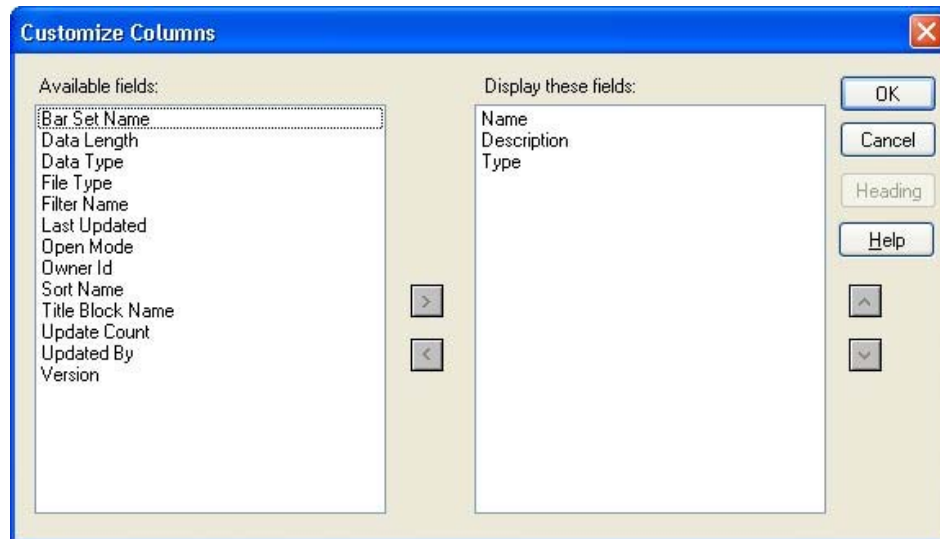 Customize Columns
Available fields:
Bar Set Name
Data Length
Data Type
File Type
Filter Name
Last Updated
Open Mode
Owner Id
Sort Name
Title Block Name
Update Count
Updated By
Version
>
<
Display these fields:
Name
Description
Type
OK
Cancel
Heading
Help